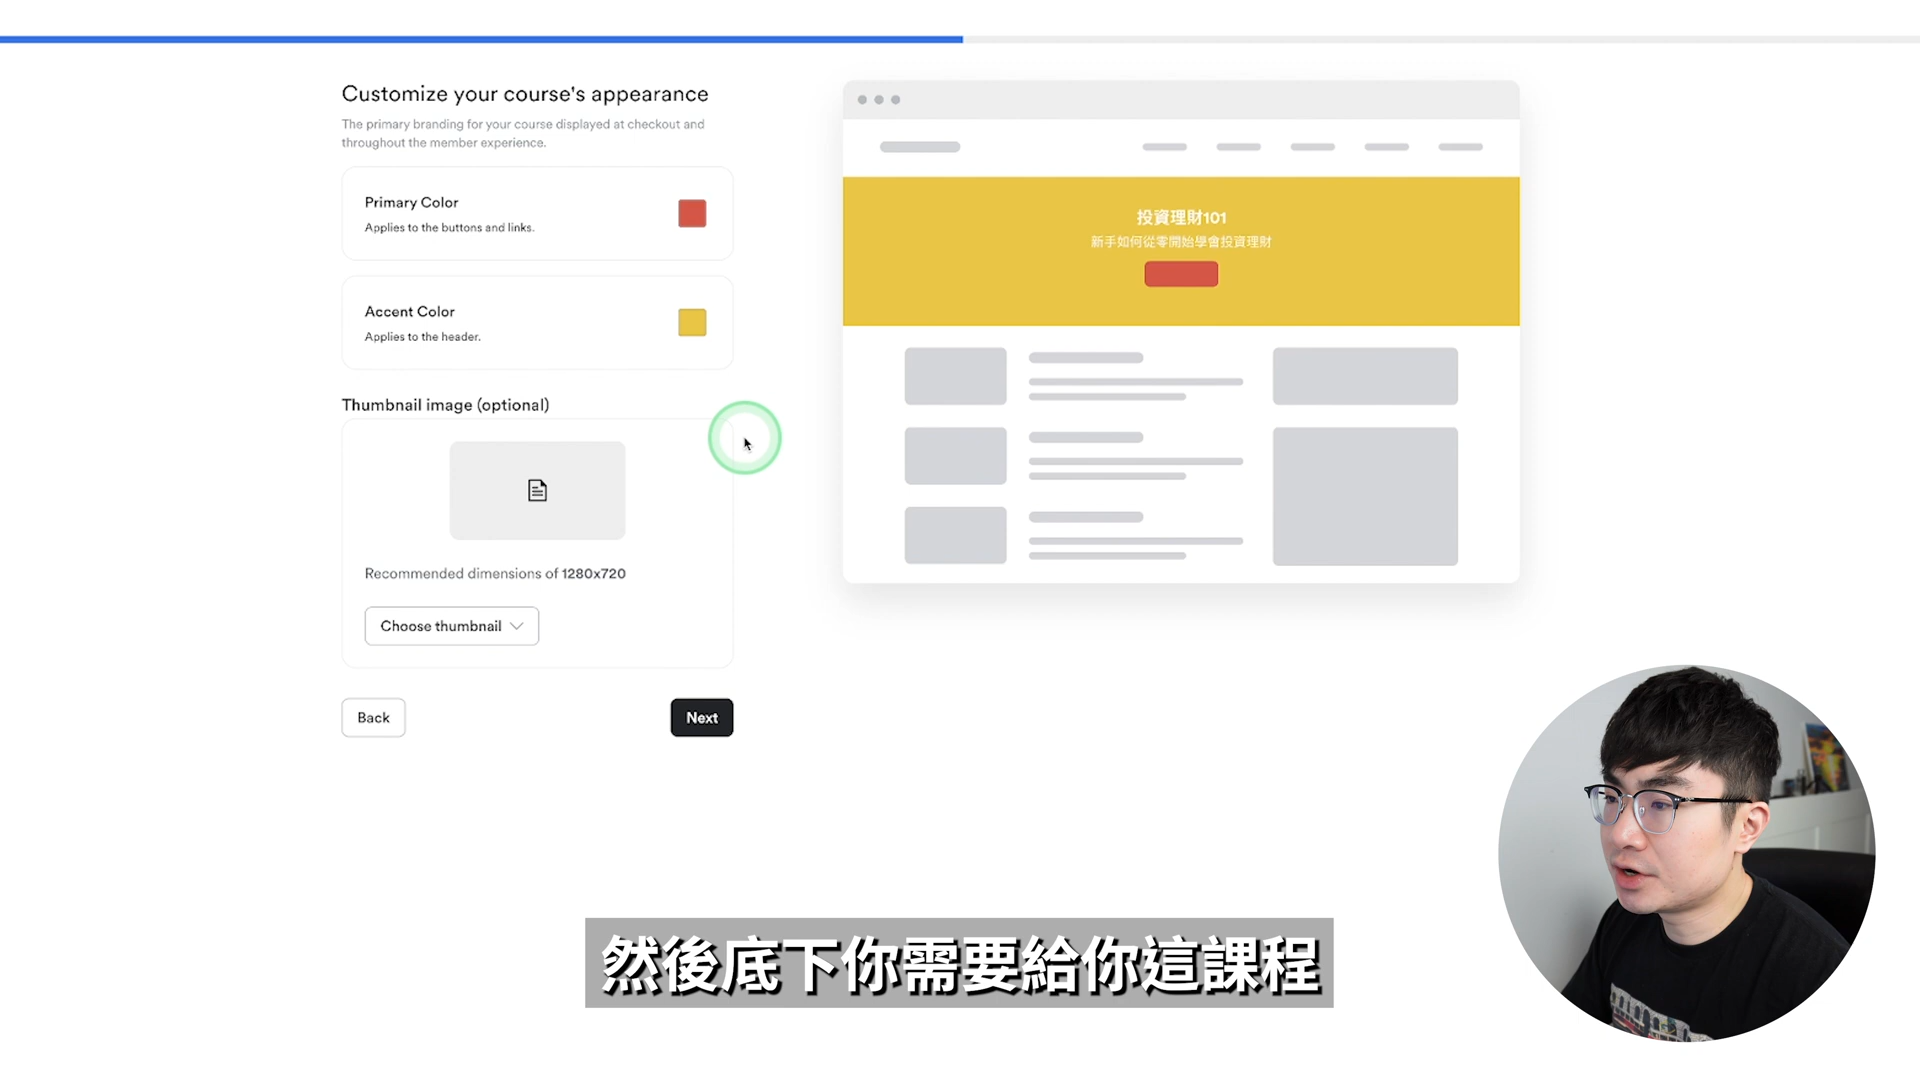 Customize your course's appearance
The primary branding for your course displayed at checkout and
throughout the member experience.
Primary Color
Applies to the buttons and links.
Accent Color
Applies to the header.
Thumbnail image (optional)
Recommended dimensions of 1280x720
Choose thumbnail
Back
Next
投資理財101
新手如何從零開始學會投資理財
然後底下你需要給你這課程